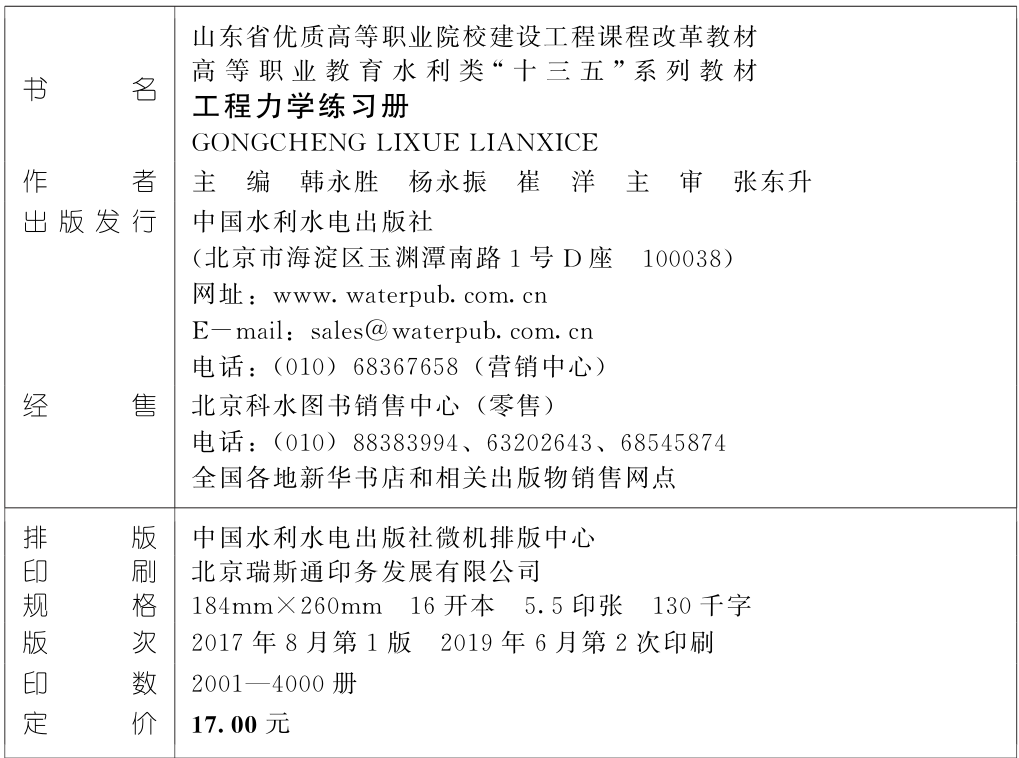 书名 山东省优质高等职业院校建设工程课程改革教材
高等职业教育水利类“十三五”系列教材
工程力学练习册
GONGCHENG LIXUE LIANXICE
作者 主 编 韩永胜 杨永振 崔 洋 主 审 张东升
出版发行 中国水利水电出版社
(北京市海淀区玉渊潭南路1号D座 100038)
网址：www.waterpub.com.cn
E-mail：sales@waterpub.com.cn
电话：(010) 68367658 (营销中心)
经售 北京科水图书销售中心 (零售)
电话：(010) 88383994、63202643、68545874
全国各地新华书店和相关出版物销售网点
排版 中国水利水电出版社微机排版中心
印刷 北京瑞斯通印务发展有限公司
规格 184mm×260mm 16开本 5.5印张 130千字
版次 2017年8月第1版 2019年6月第2次印刷
印数 2001—4000册
定价 17.00元